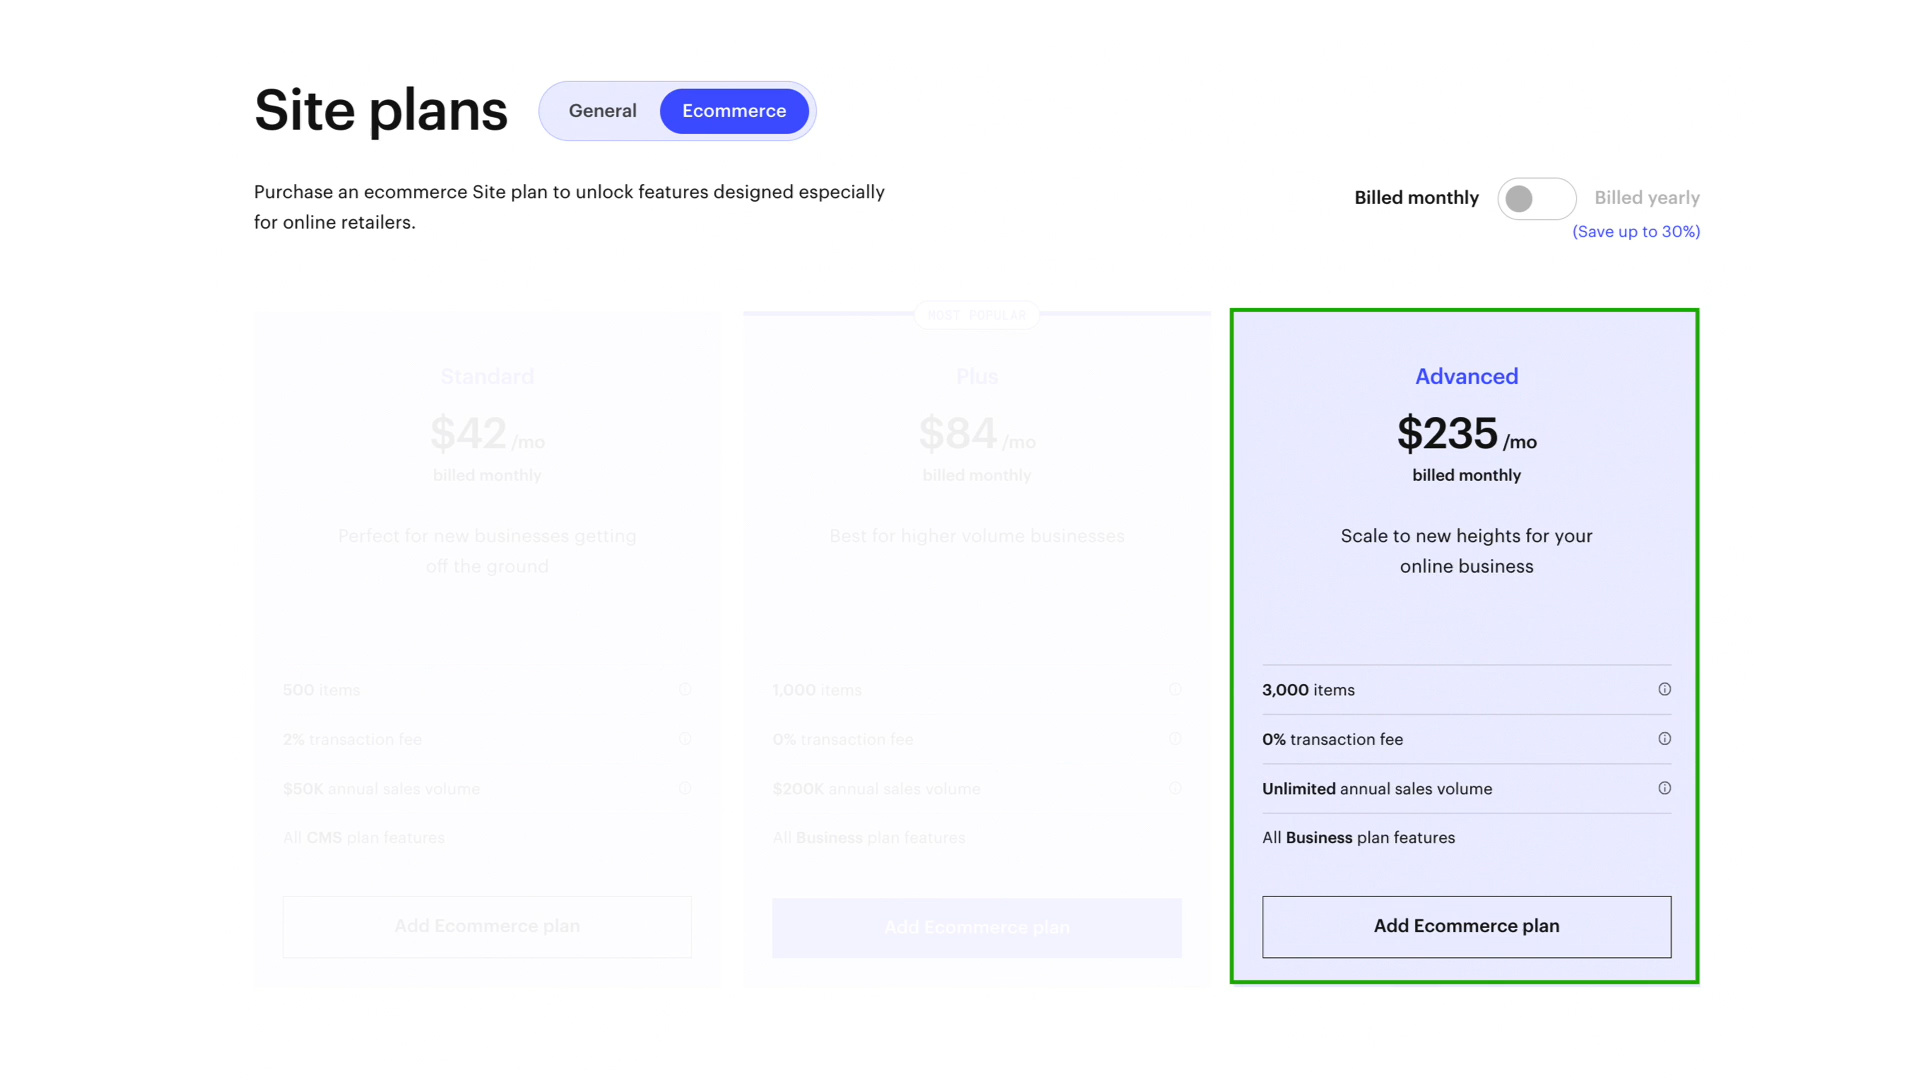 Site plans
General
Ecommerce
Purchase an ecommerce Site plan to unlock features designed especially
for online retailers.
Billed monthly
Billed yearly
(Save up to 30%)
Standard
$42 /mo
billed monthly
Perfect for new businesses getting
off the ground
500 items
2% transaction fee
$50K annual sales volume
All CMS plan features
Add Ecommerce plan
MOST POPULAR
Plus
$84 /mo
billed monthly
Best for higher volume businesses
1,000 items
0% transaction fee
$200K annual sales volume
All Business plan features
Add Ecommerce plan
Advanced
$235 /mo
billed monthly
Scale to new heights for your
online business
3,000 items
0% transaction fee
Unlimited annual sales volume
All Business plan features
Add Ecommerce plan